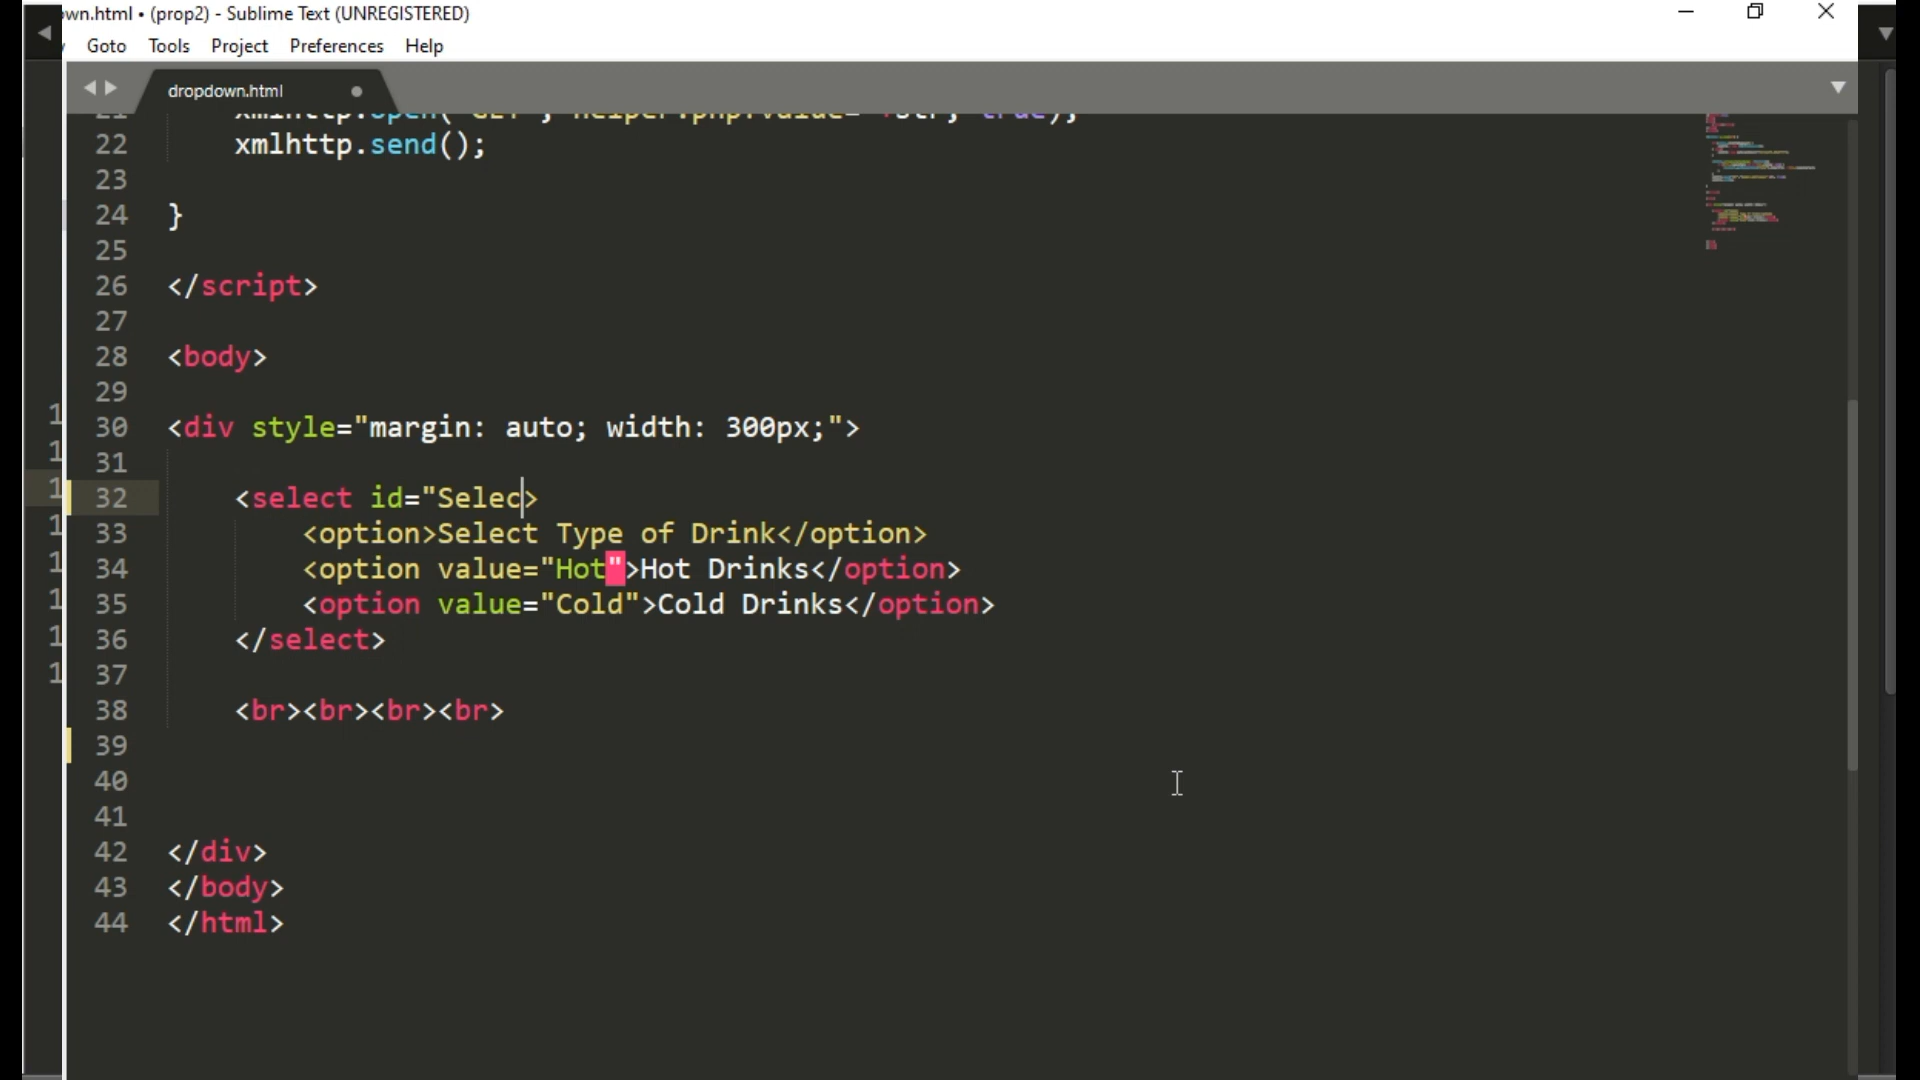 wn.html • (prop2) - Sublime Text (UNREGISTERED)
Goto Tools Project Preferences Help
dropdown.html
22 xmlhttp.send();
23
24 }
25
26 </script>
27
28 <body>
29
30 <div style="margin: auto; width: 300px;">
31
32 <select id="Selec>
33 <option>Select Type of Drink</option>
34 <option value="Hot">Hot Drinks</option>
35 <option value="Cold">Cold Drinks</option>
36 </select>
37
38 <br><br><br><br>
39
40
41
42 </div>
43 </body>
44 </html>